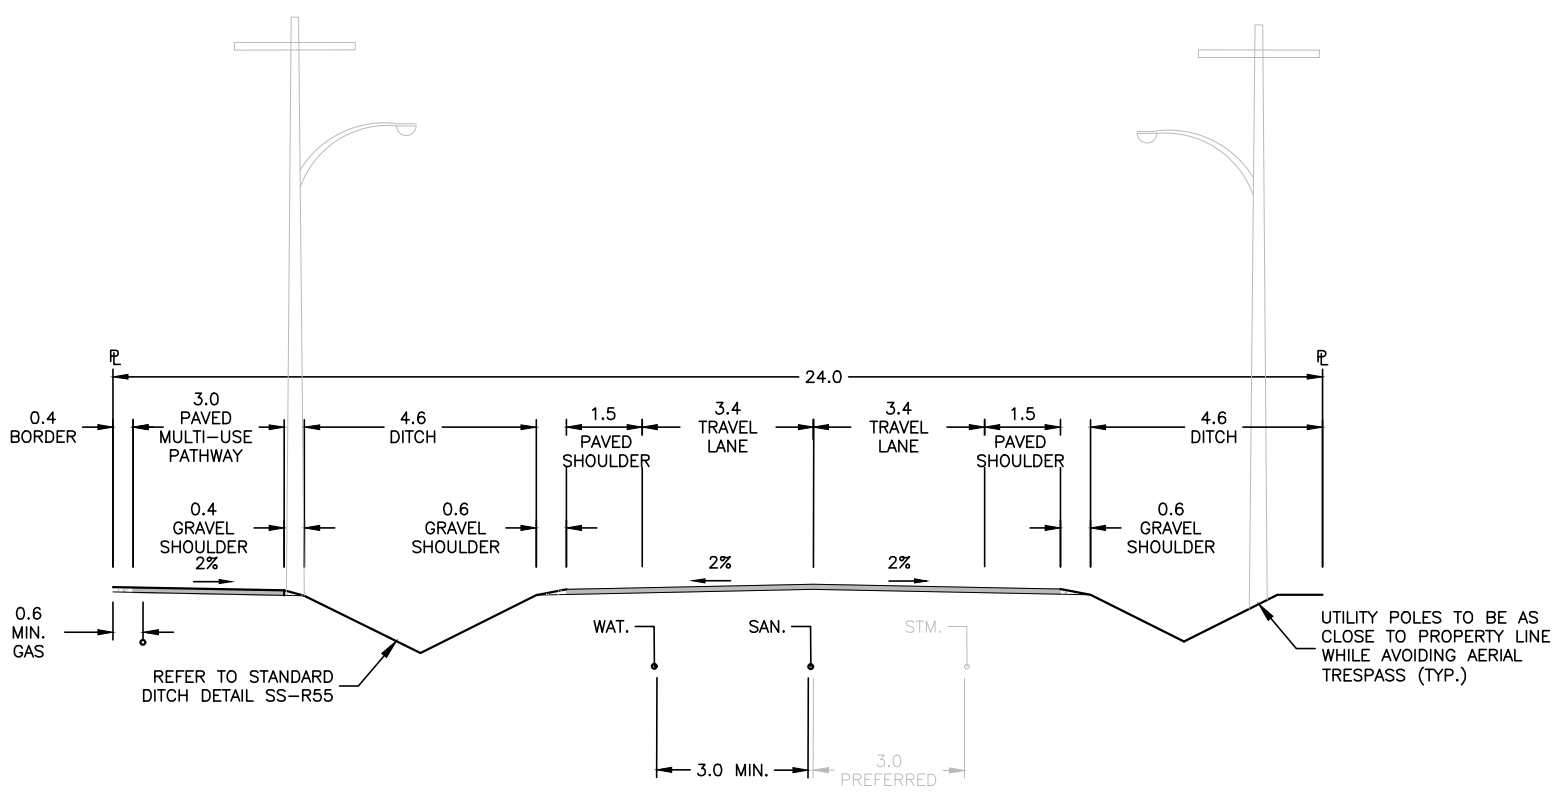 ℄
℄
24.0
0.4
BORDER
3.0
PAVED
MULTI-USE
PATHWAY
4.6
DITCH
1.5
PAVED
SHOULDER
3.4
TRAVEL
LANE
3.4
TRAVEL
LANE
1.5
PAVED
SHOULDER
4.6
DITCH
0.4
GRAVEL
SHOULDER
0.6
GRAVEL
SHOULDER
0.6
GRAVEL
SHOULDER
2%
2%
2%
0.6
MIN.
GAS
WAT.
SAN.
STM.
REFER TO STANDARD
DITCH DETAIL SS-R55
UTILITY POLES TO BE AS
CLOSE TO PROPERTY LINE
WHILE AVOIDING AERIAL
TRESPASS (TYP.)
3.0 MIN.
3.0
PREFERRED